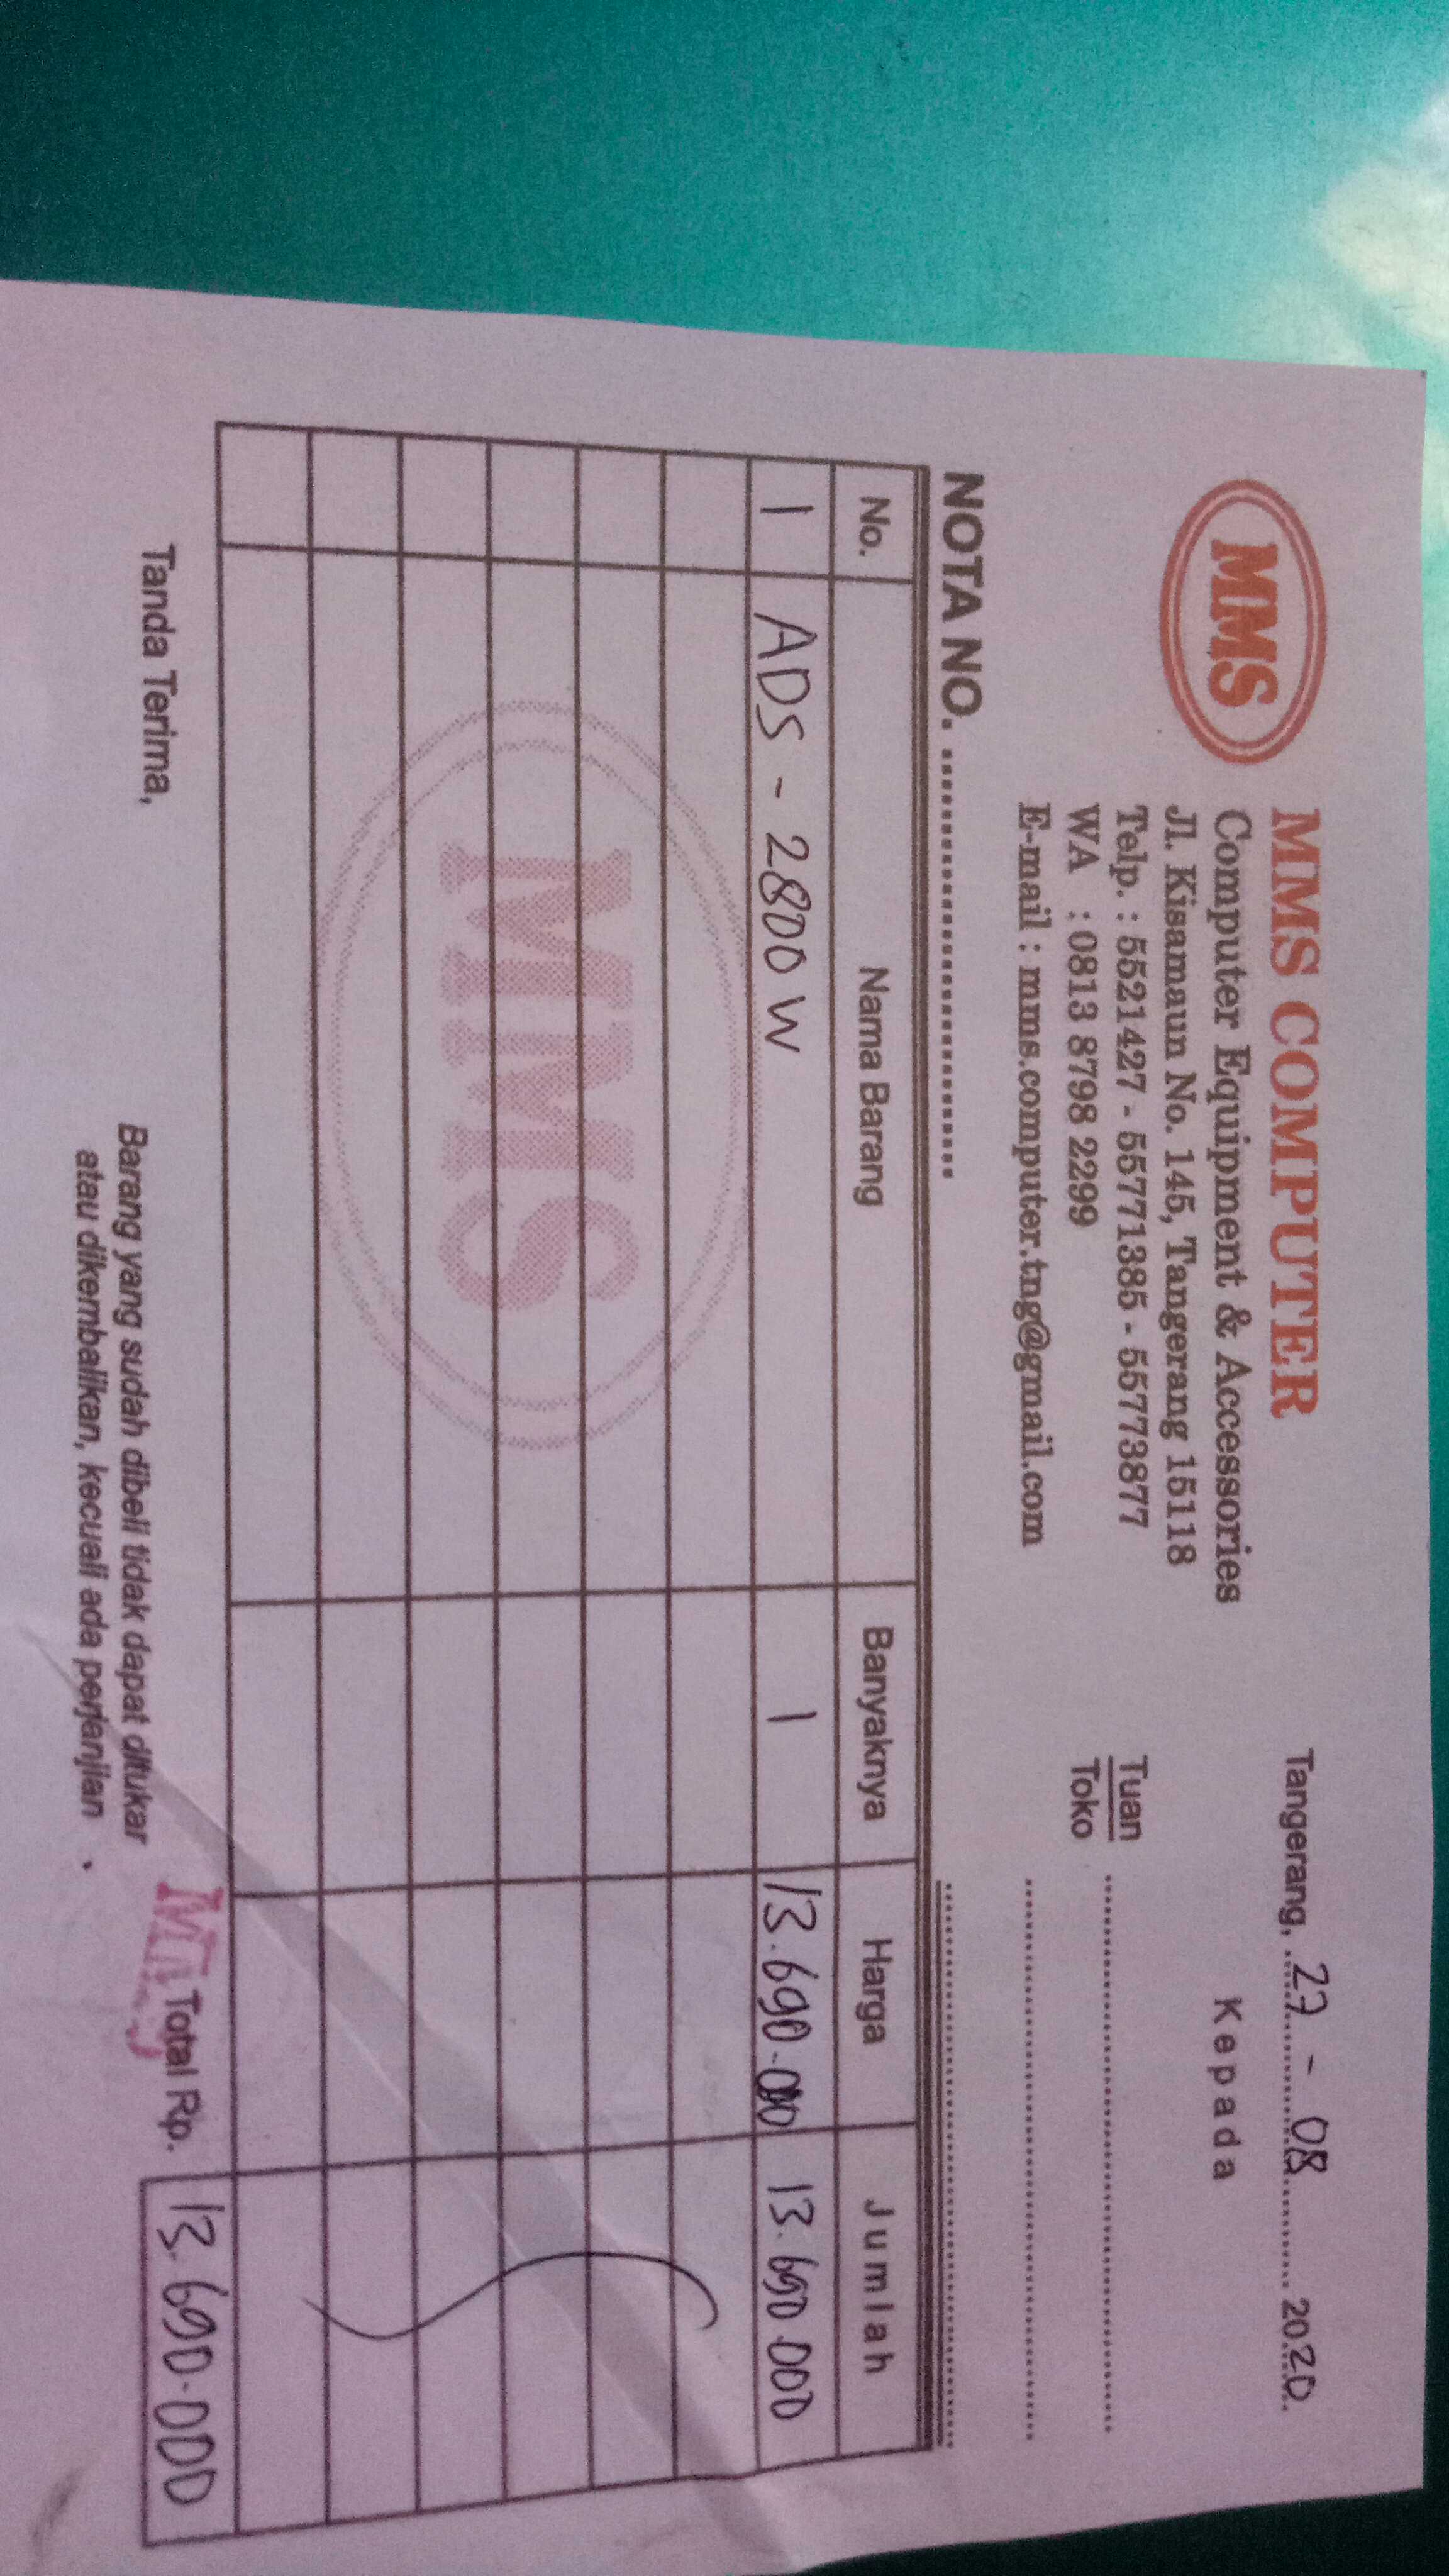 MMS
MMS COMPUTER
Computer Equipment & Accessories
Jl. Kisamaun No. 145, Tangerang 15118
Telp. : 5521427 - 55771385 - 55773877
WA : 0813 8798 2299
E-mail : mms.computer.tng@gmail.com
Tangerang, 27 - 08 2020.
Kepada
Tuan
Toko
NOTA NO.
No. Nama Barang Banyaknya Harga Jumlah
1 ADS - 2800 W 1 13.690.000 13.690.000
MMS
Tanda Terima,
Barang yang sudah dibeli tidak dapat ditukar
atau dikembalikan, kecuali ada perjanjian
Total Rp. 13.690.000